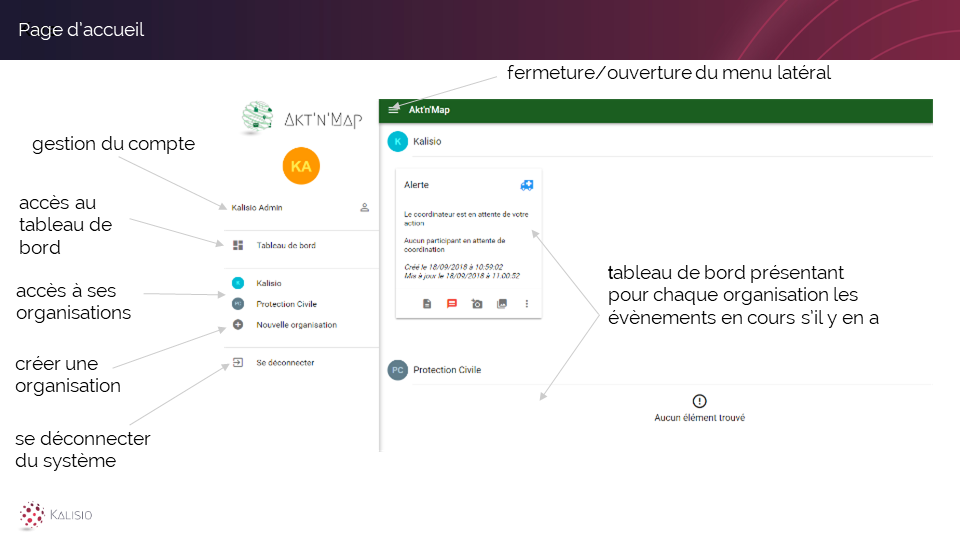 Page d'accueil
fermeture/ouverture du menu latéral
AKT'N'MAP
Akt'n'Map
K
Kalisio
gestion du compte
KA
Alerte
accès au
tableau de
bord
Kalisio Admin
Le coordinateur est en attente de votre
action
Tableau de bord
Aucun participant en attente de
coordination
Créé le 18/09/2018 à 10:59:02
Mis à jour le 18/09/2018 à 11:00:52
accès à ses
organisations
K
Kalisio
PC
Protection Civile
Nouvelle organisation
tableau de bord présentant
pour chaque organisation les
évènements en cours s'il y en a
créer une
organisation
Se déconnecter
PC
Protection Civile
Aucun élément trouvé
se déconnecter
du système
KALISIO